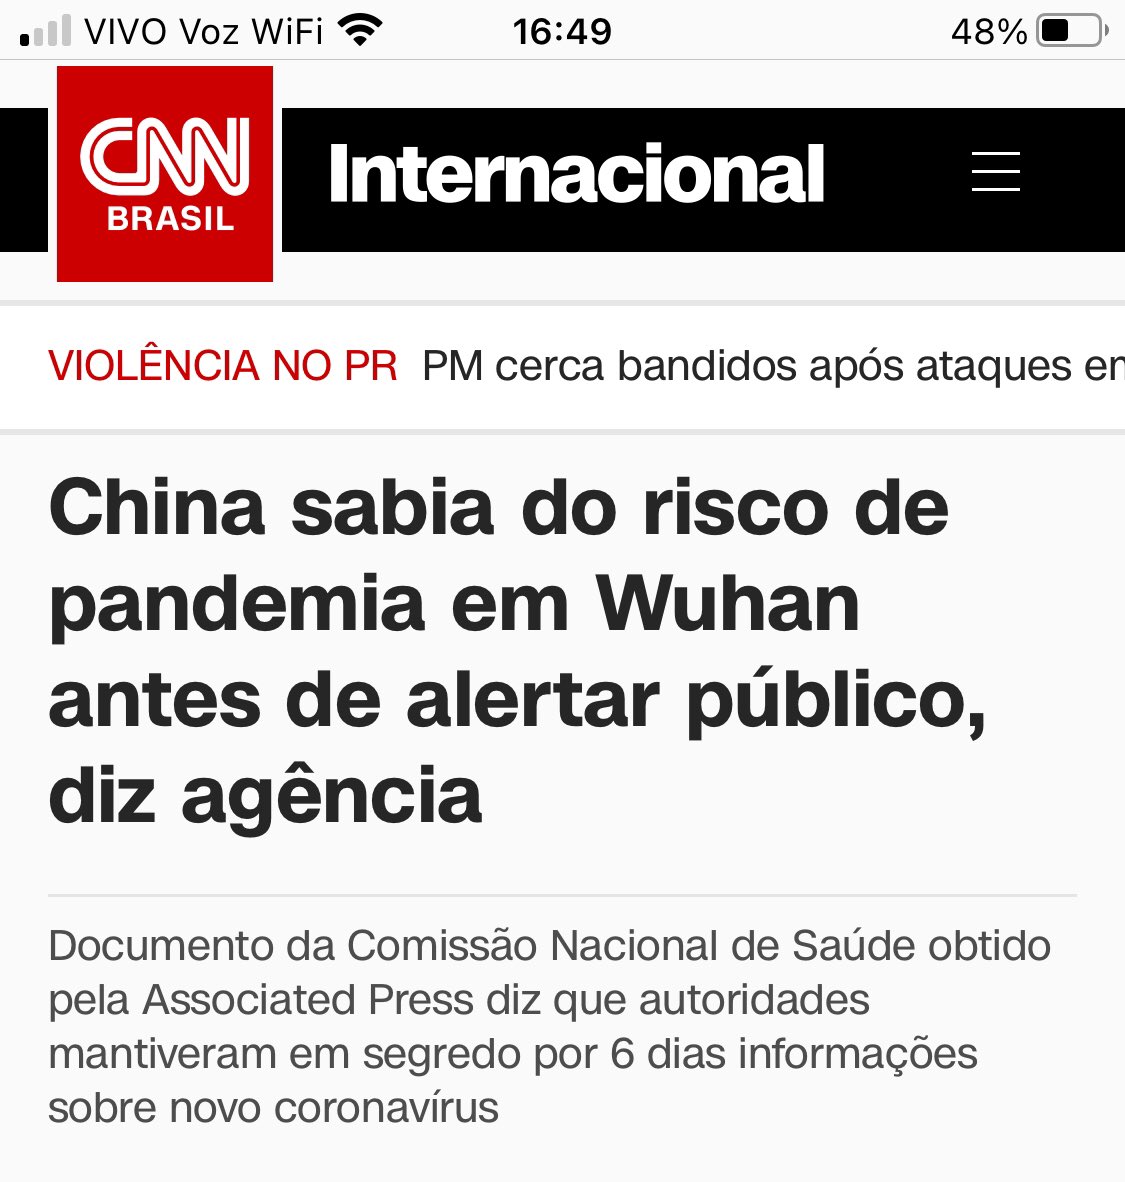 VIVO Voz WiFi 16:49 48%
CNN
BRASIL
Internacional
VIOLÊNCIA NO PR PM cerca bandidos após ataques
China sabia do risco de
pandemia em Wuhan
antes de alertar público,
diz agência
Documento da Comissão Nacional de Saúde obtido
pela Associated Press diz que autoridades
mantiveram em segredo por 6 dias informações
sobre novo coronavírus